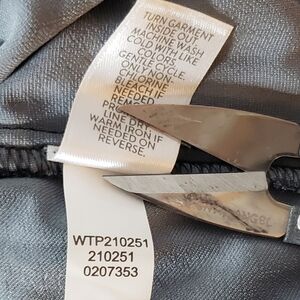 TURN GARMENT
INSIDE OUT
MACHINE WASH
COLD WITH LIKE
COLORS
GENTLE CYCLE
NON
CHLORINE
BLEACH IF
NEEDED
LINE DRY
WARM IRON IF
NEEDED ON
REVERSE.
WTP210251
210251
0207353